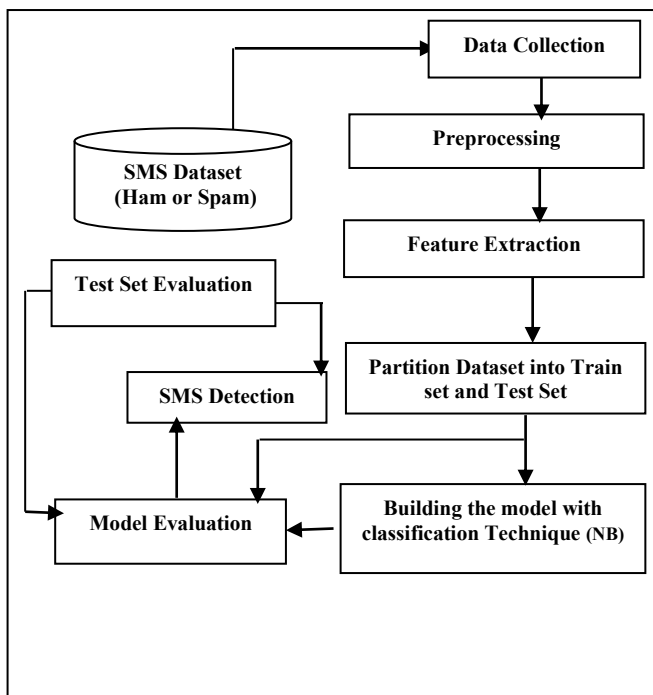 Data Collection
Preprocessing
SMS Dataset
(Ham or Spam)
Feature Extraction
Test Set Evaluation
Partition Dataset into Train
set and Test Set
SMS Detection
Building the model with
classification Technique (NB)
Model Evaluation